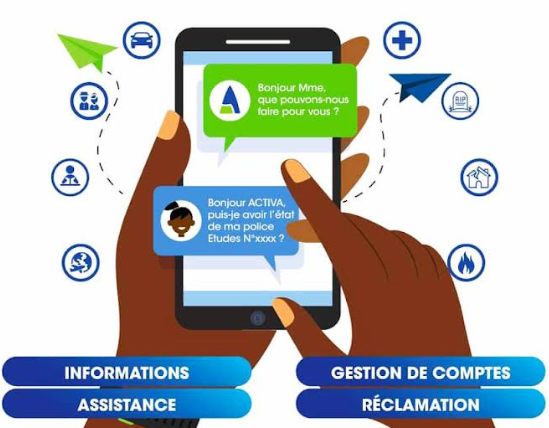 Bonjour Mme,
que pouvons-nous
faire pour vous ?
RIP
Bonjour ACTIVA,
puis-je avoir l'état
de ma police
Etudes N°xxxx ?
INFORMATIONS
GESTION DE COMPTES
ASSISTANCE
RÉCLAMATION